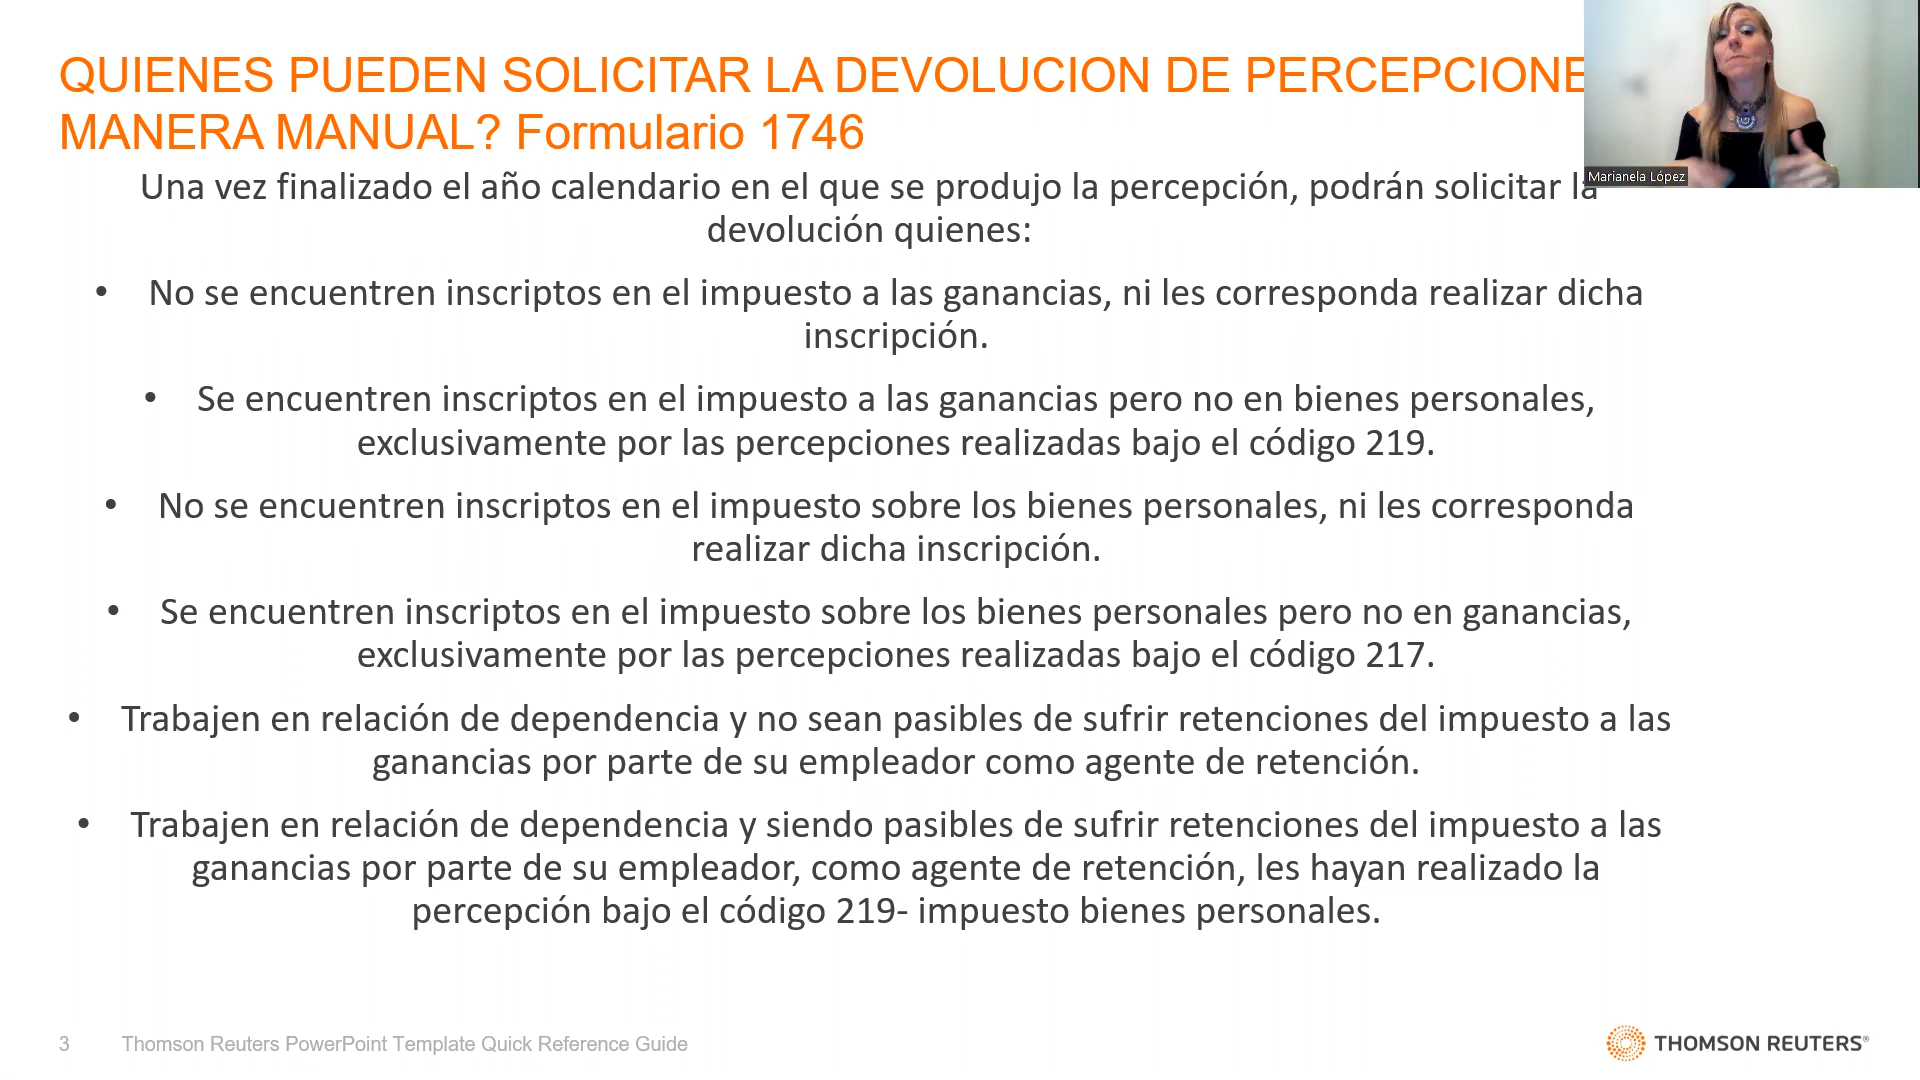 QUIENES PUEDEN SOLICITAR LA DEVOLUCION DE PERCEPCIONE
MANERA MANUAL? Formulario 1746
Marianela López
Una vez finalizado el año calendario en el que se produjo la percepción, podrán solicitar la
devolución quienes:
• No se encuentren inscriptos en el impuesto a las ganancias, ni les corresponda realizar dicha
inscripción.
• Se encuentren inscriptos en el impuesto a las ganancias pero no en bienes personales,
exclusivamente por las percepciones realizadas bajo el código 219.
• No se encuentren inscriptos en el impuesto sobre los bienes personales, ni les corresponda
realizar dicha inscripción.
• Se encuentren inscriptos en el impuesto sobre los bienes personales pero no en ganancias,
exclusivamente por las percepciones realizadas bajo el código 217.
• Trabajen en relación de dependencia y no sean pasibles de sufrir retenciones del impuesto a las
ganancias por parte de su empleador como agente de retención.
• Trabajen en relación de dependencia y siendo pasibles de sufrir retenciones del impuesto a las
ganancias por parte de su empleador, como agente de retención, les hayan realizado la
percepción bajo el código 219- impuesto bienes personales.
3 Thomson Reuters PowerPoint Template Quick Reference Guide
THOMSON REUTERS®